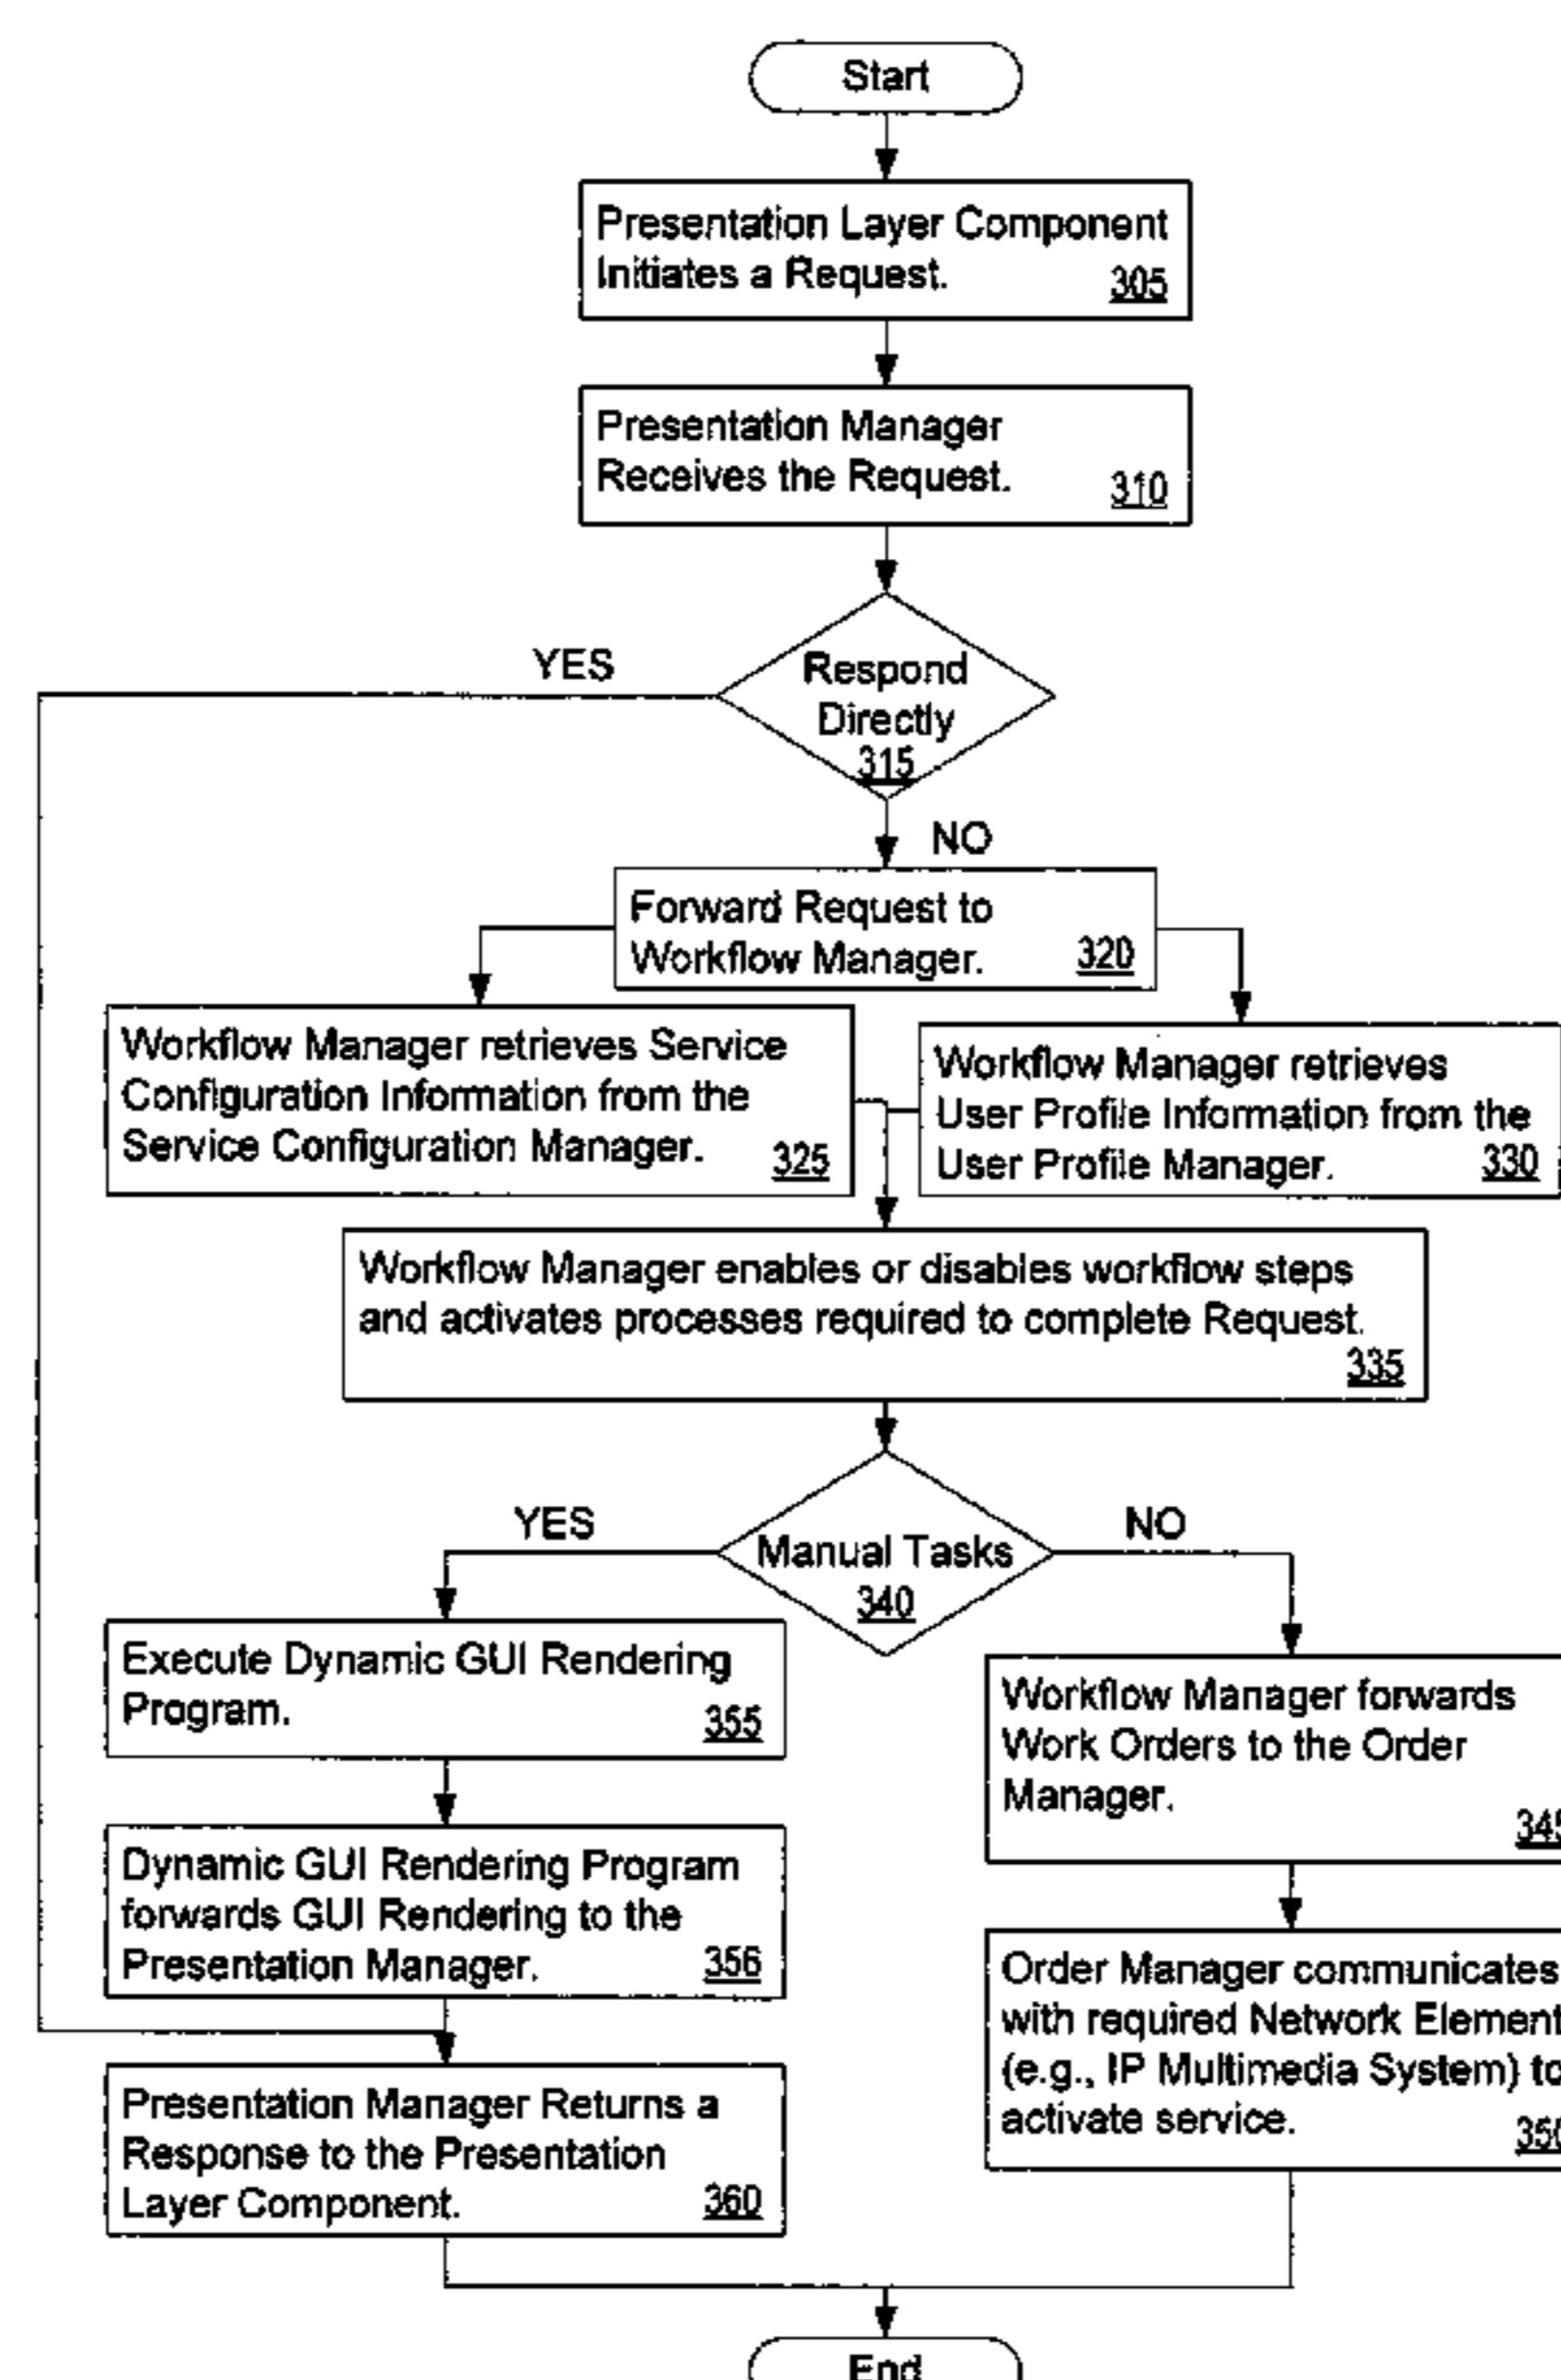 Start
Presentation Layer Component
Initiates a Request.
305
Presentation Manager
Receives the Request.
310
YES
Respond
Directly
315
NO
Forward Request to
Workflow Manager.
320
Workflow Manager retrieves Service
Configuration Information from the
Service Configuration Manager.
325
Workflow Manager retrieves
User Profile Information from the
User Profile Manager.
330
Workflow Manager enables or disables workflow steps
and activates processes required to complete Request.
335
YES
Manual Tasks
340
NO
Execute Dynamic GUI Rendering
Program.
355
Workflow Manager forwards
Work Orders to the Order
Manager.
345
Dynamic GUI Rendering Program
forwards GUI Rendering to the
Presentation Manager.
356
Order Manager communicates
with required Network Element
(e.g., IP Multimedia System) to
activate service.
350
Presentation Manager Returns a
Response to the Presentation
Layer Component.
360
End